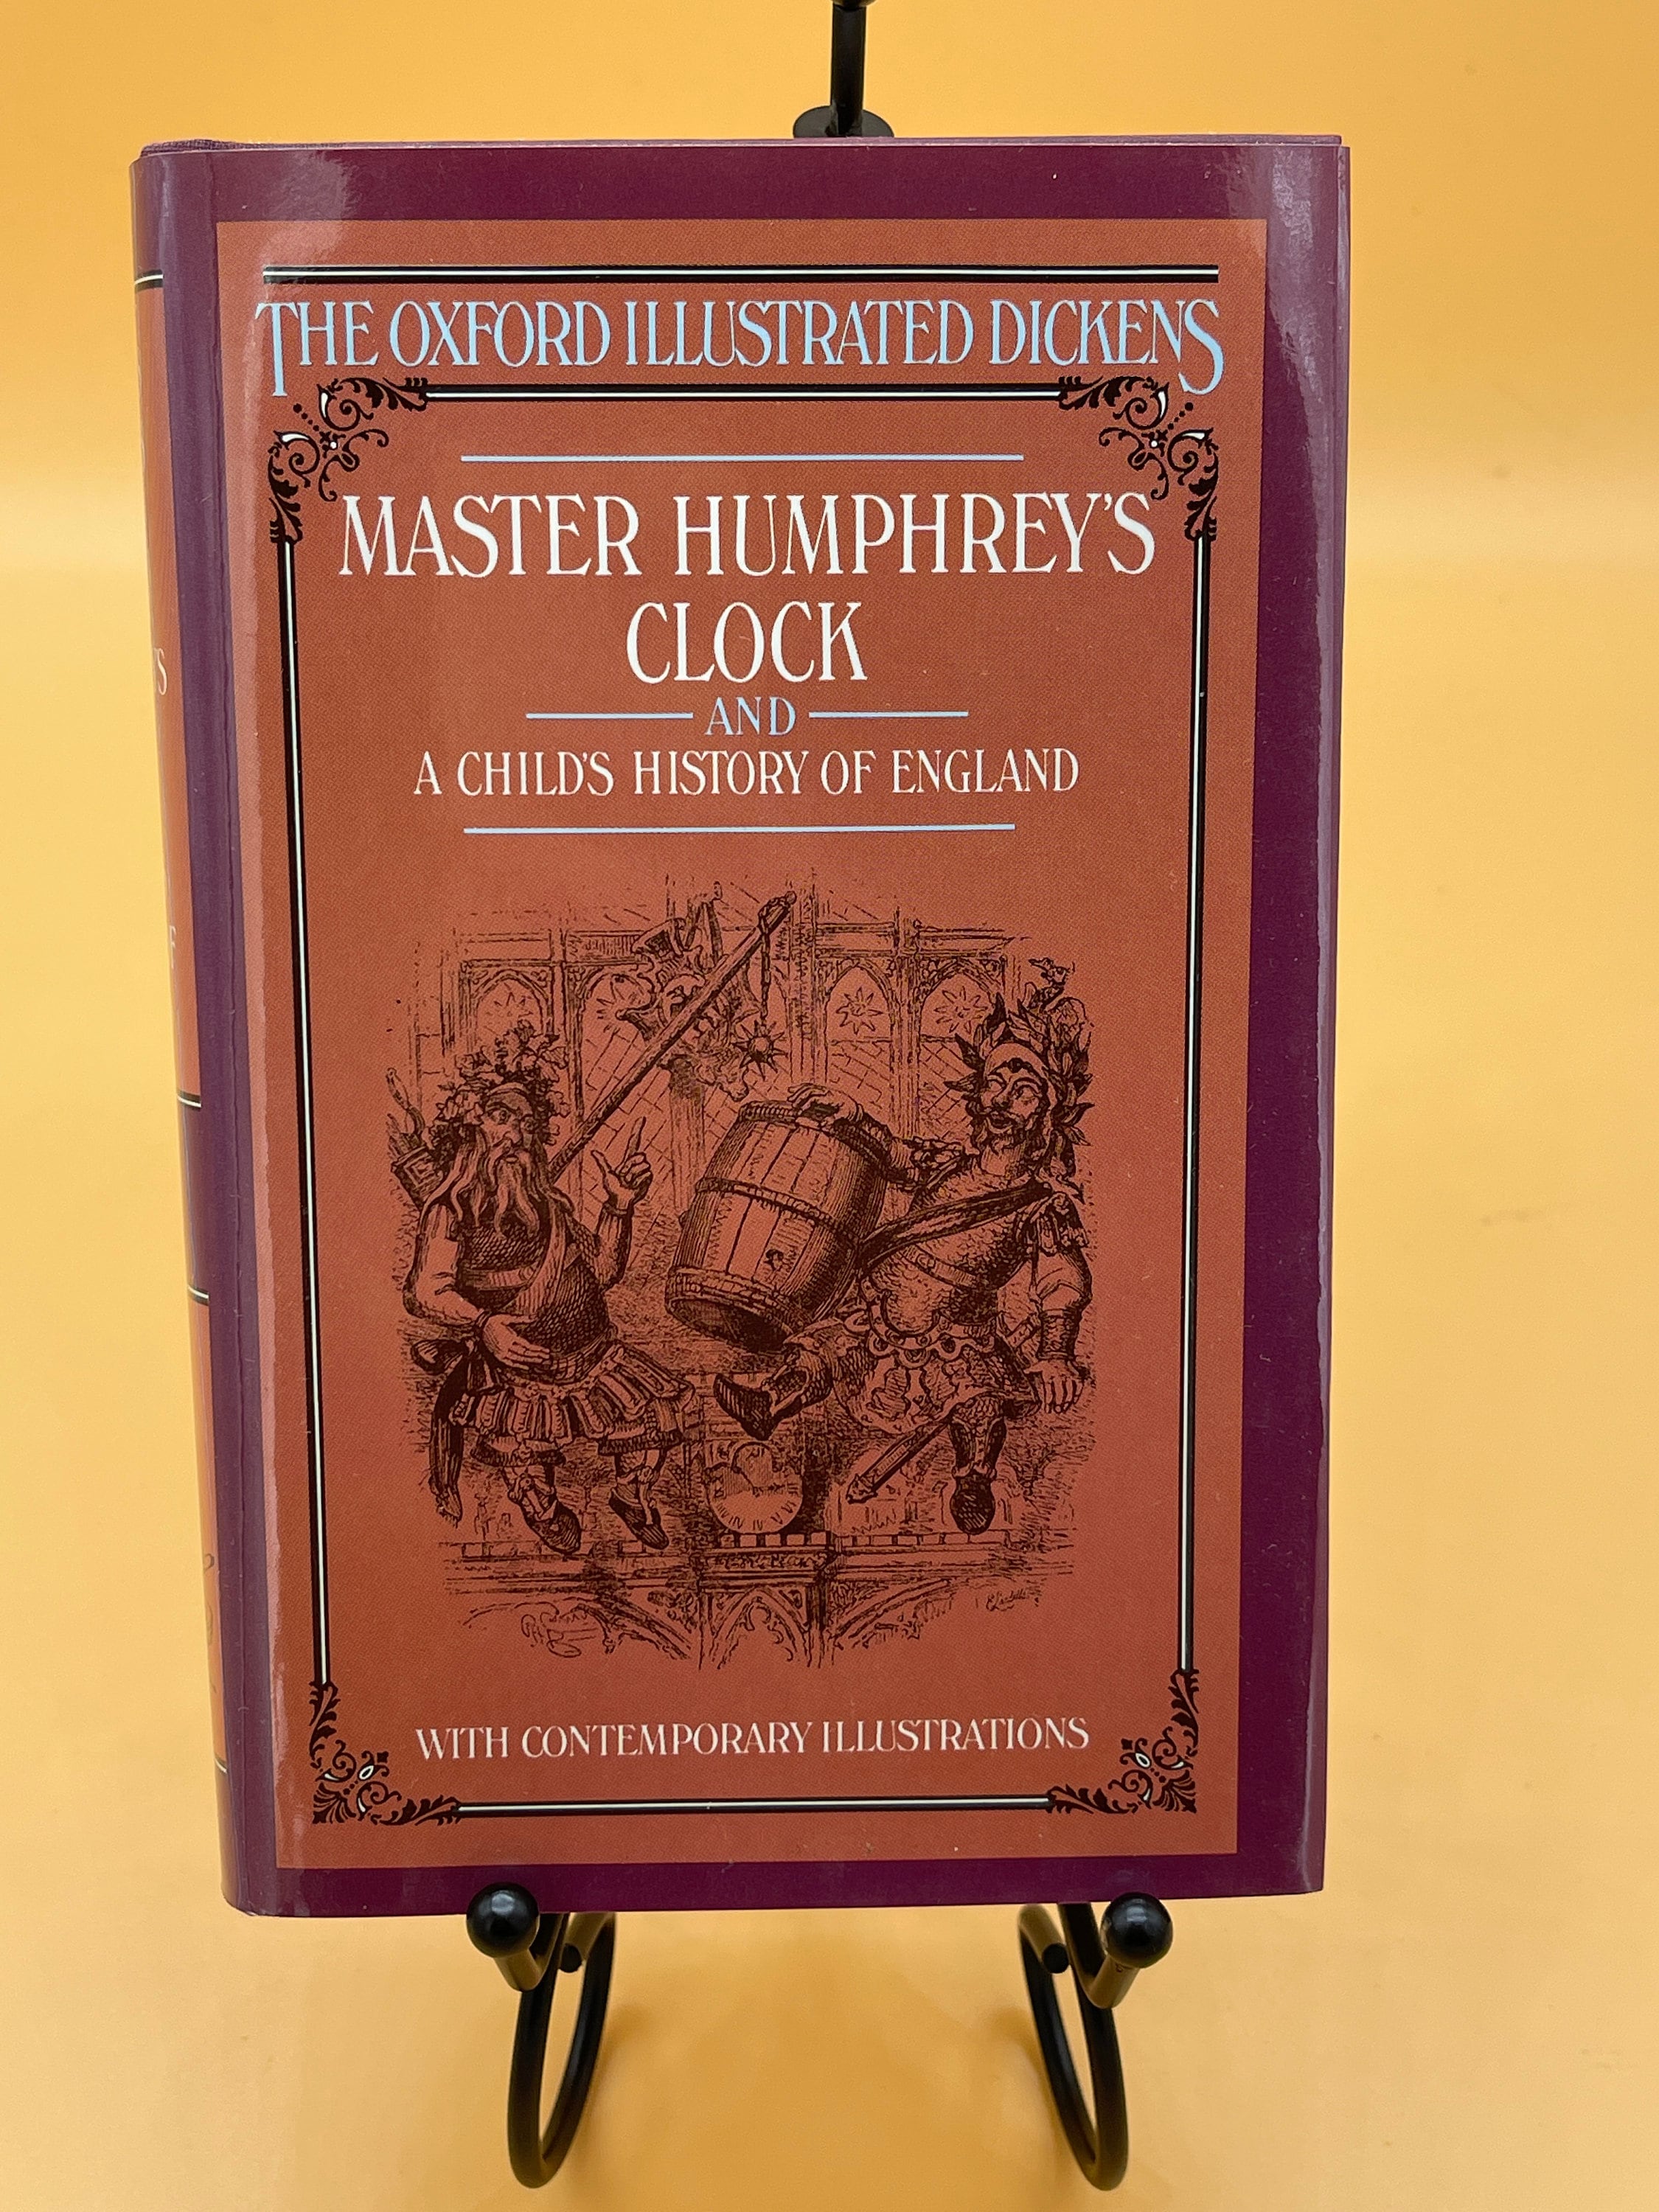 THE OXFORD ILLUSTRATED DICKENS
MASTER HUMPHREY'S
CLOCK
AND
A CHILD'S HISTORY OF ENGLAND
WITH CONTEMPORARY ILLUSTRATIONS